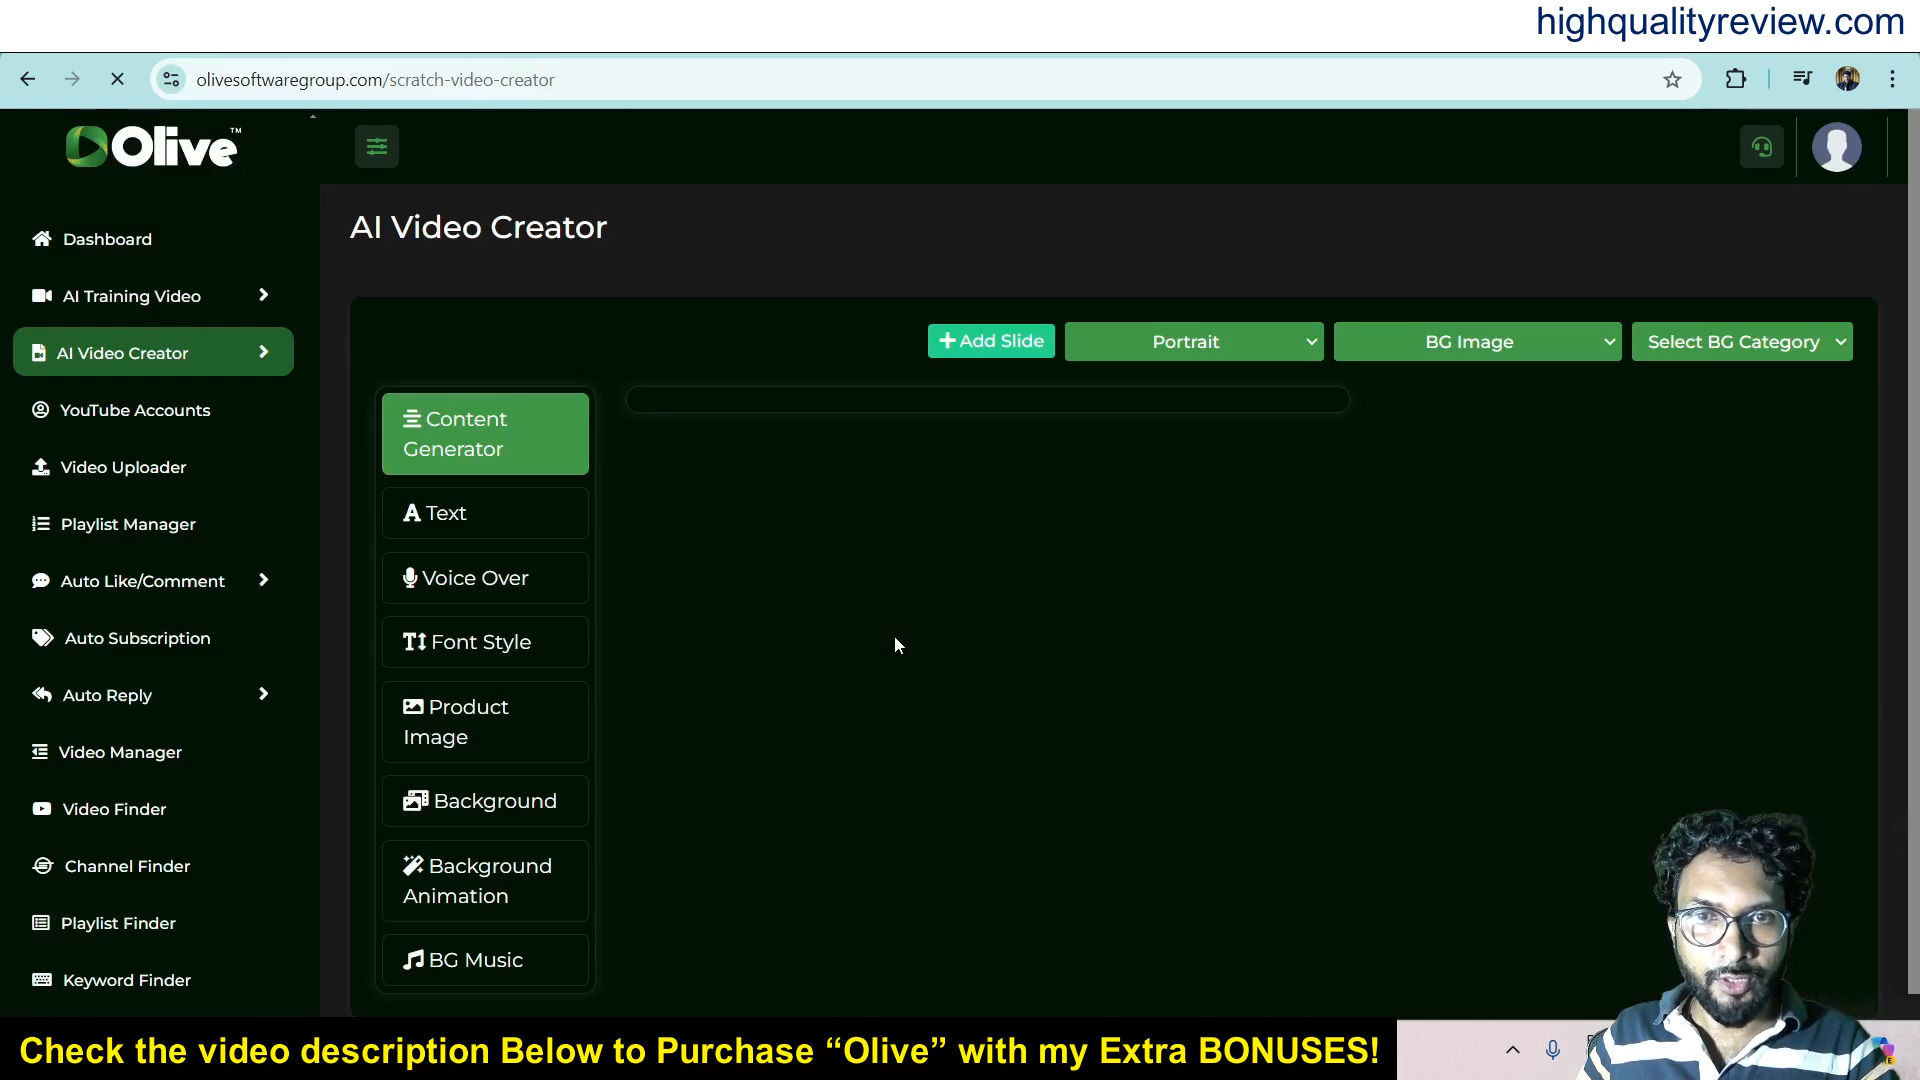 highqualityreview.com
olivesoftwaregroup.com/scratch-video-creator
Olive™
AI Video Creator
Dashboard
AI Training Video
AI Video Creator
YouTube Accounts
Video Uploader
Playlist Manager
Auto Like/Comment
Auto Subscription
Auto Reply
Video Manager
Video Finder
Channel Finder
Playlist Finder
Keyword Finder
Add Slide
Portrait
BG Image
Select BG Category
Content
Generator
Text
Voice Over
Font Style
Product
Image
Background
Background
Animation
BG Music
Check the video description Below to Purchase “Olive” with my Extra BONUSES!